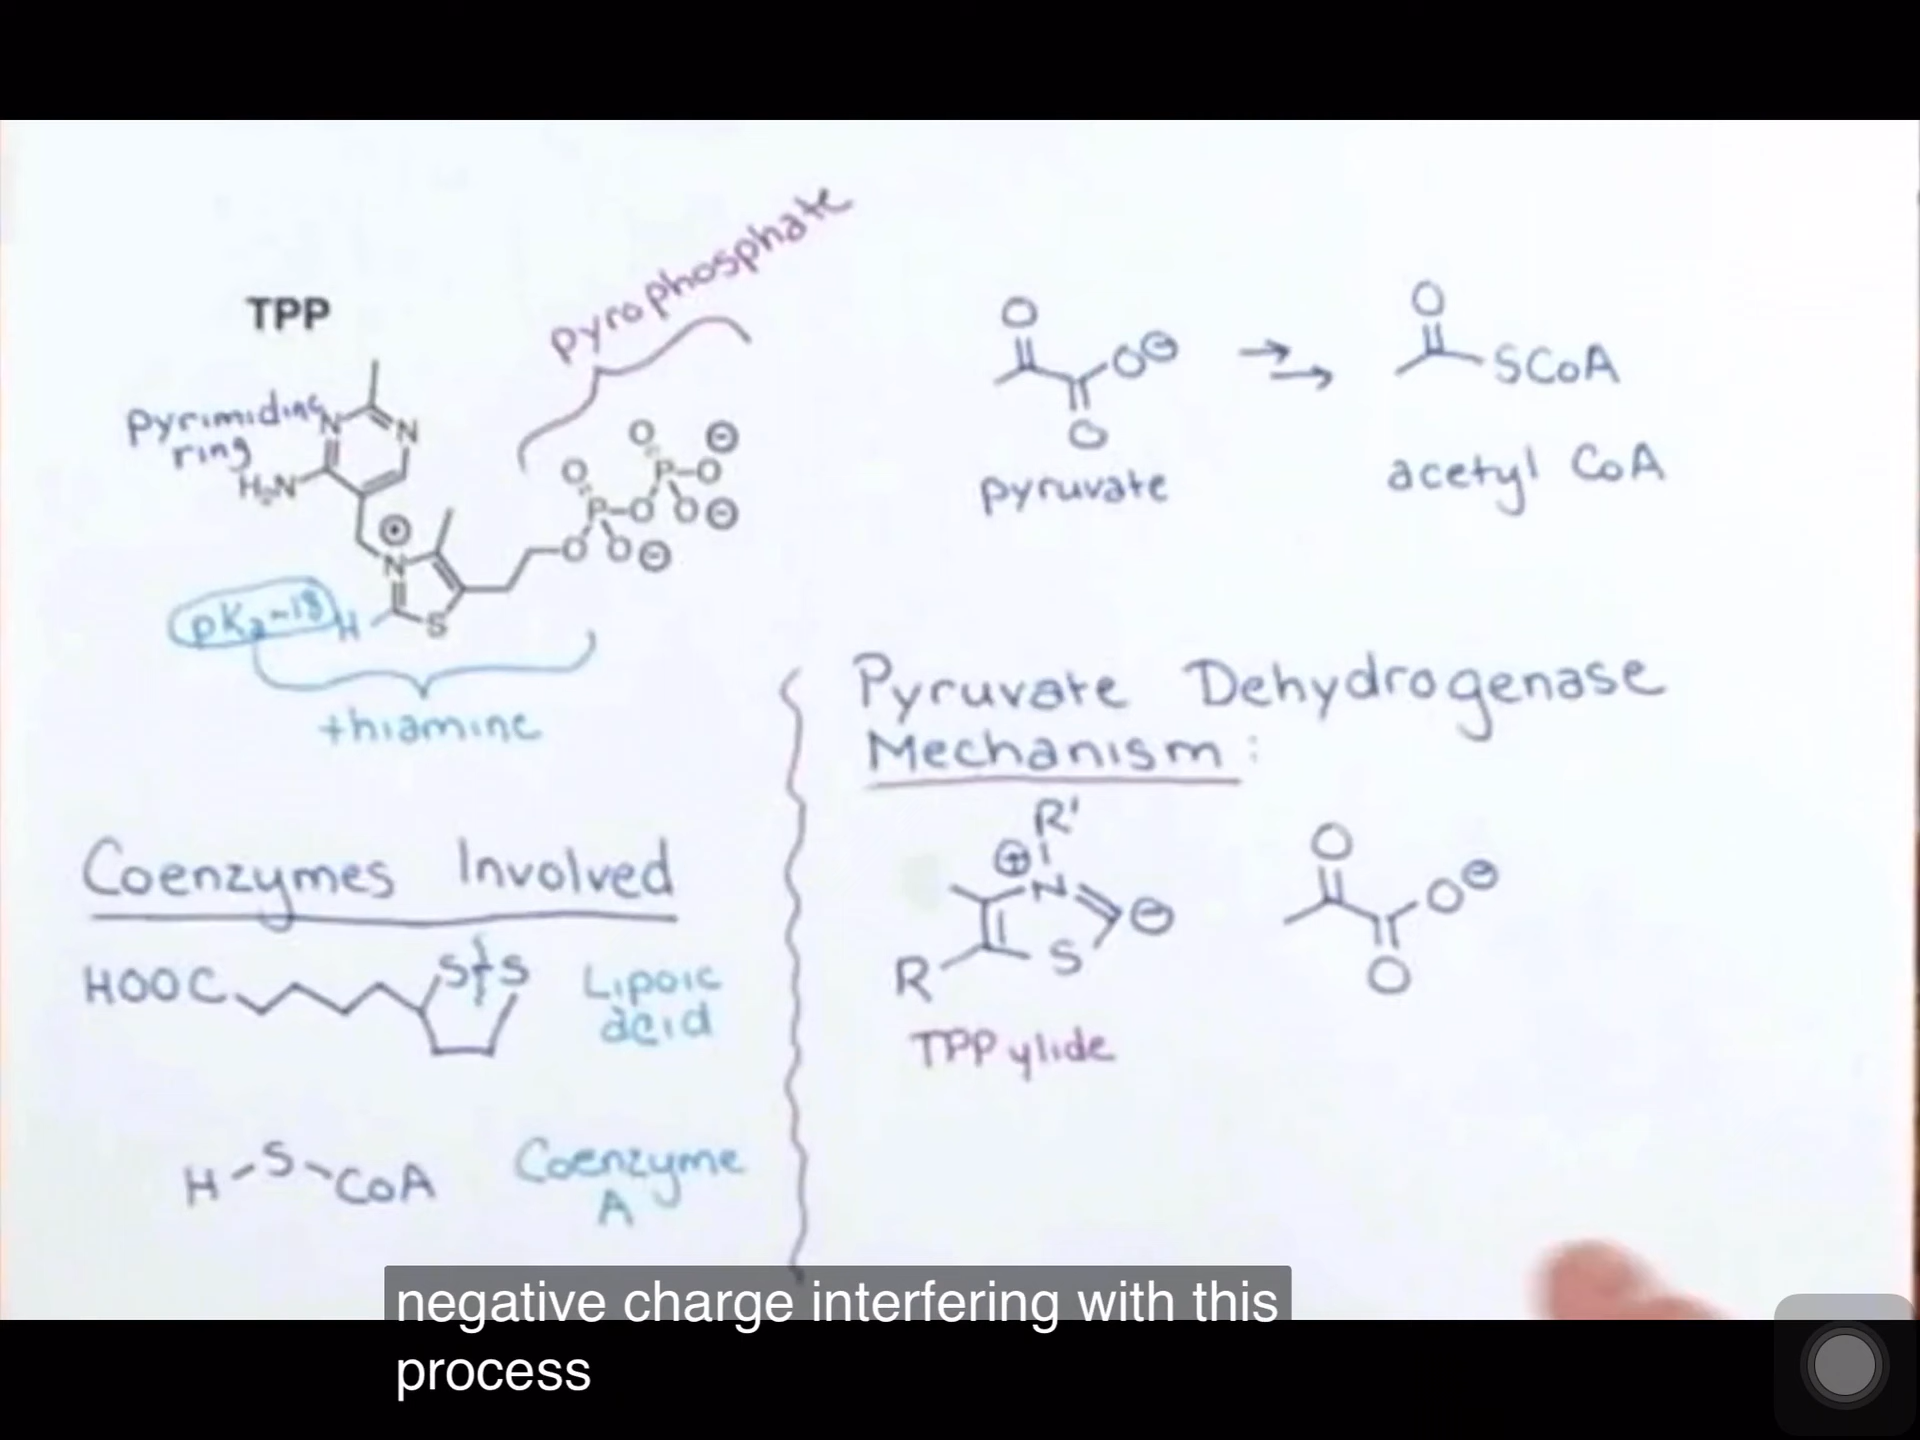 TPP
pyrophosphate
pyrimidine
ring
N
N
H₂N
⊕
N
S
H
pKa~18
O
O
P
P
O
O
O
O
O
⊖
⊖
⊖
thiamine
O
O⊖
O
pyruvate
O
SCoA
acetyl CoA
Coenzymes Involved
HOOC
S S
Lipoic
acid
H-S-CoA
Coenzyme
A
Pyruvate Dehydrogenase
Mechanism:
R'
⊕
N
⊖
S
R
TPP ylide
O
O⊖
O
negative charge interfering with this
process